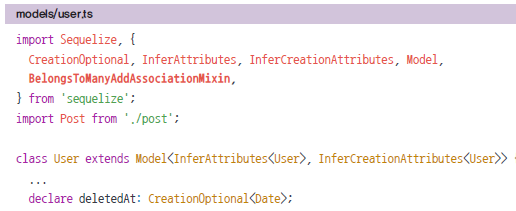 models/user.ts
import Sequelize, {
CreationOptional, InferAttributes, InferCreationAttributes, Model,
BelongsToManyAddAssociationMixin,
} from 'sequelize';
import Post from './post';
class User extends Model<InferAttributes<User>, InferCreationAttributes<User>>
...
declare deletedAt: CreationOptional<Date>;